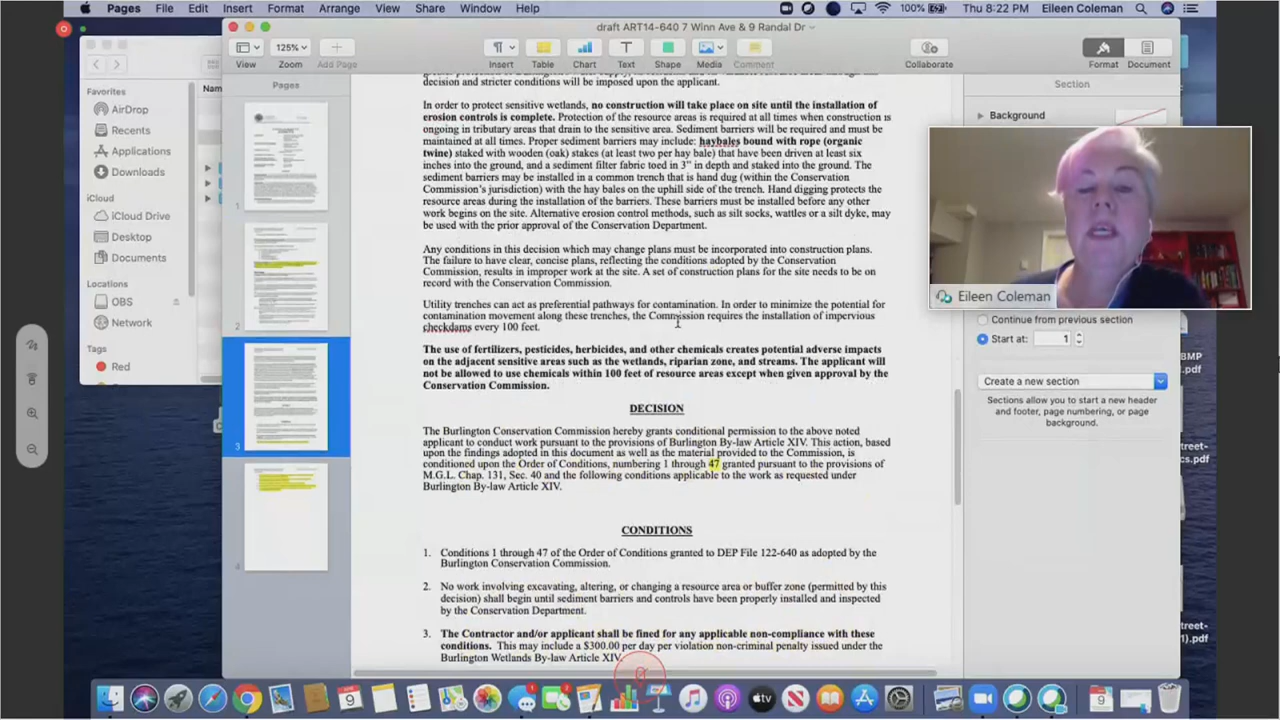 Pages File Edit Insert Format Arrange View Share Window Help 100% Thu 8:22 PM Eileen Coleman
draft ART14-640 7 Winn Ave & 9 Randal Dr
125%
View Zoom Add Page Insert Table Chart Text Shape Media Comment Collaborate Format Document
Pages
Section
Favorites
AirDrop
Recents
Applications
Downloads
iCloud
iCloud Drive
Desktop
Documents
Locations
OBS
Network
Tags
Red
Nam
1
2
3
4
decision and stricter conditions will be imposed upon the applicant.
In order to protect sensitive wetlands, no construction will take place on site until the installation of
erosion controls is complete. Protection of the resource areas is required at all times when construction is
ongoing in tributary areas that drain to the sensitive area. Sediment barriers will be required and must be
maintained at all times. Proper sediment barriers may include: haybales bound with rope (organic
twine) staked with wooden (oak) stakes (at least two per hay bale) that have been driven at least six
inches into the ground, and a sediment filter fabric toed in 3" in depth and staked into the ground. The
sediment barriers may be installed in a common trench that is hand dug (within the Conservation
Commission's jurisdiction) with the hay bales on the uphill side of the trench. Hand digging protects the
resource areas during the installation of the barriers. These barriers must be installed before any other
work begins on the site. Alternative erosion control methods, such as silt socks, wattles or a silt dyke, may
be used with the prior approval of the Conservation Department.
Any conditions in this decision which may change plans must be incorporated into construction plans.
The failure to have clear, concise plans, reflecting the conditions adopted by the Conservation
Commission, results in improper work at the site. A set of construction plans for the site needs to be on
record with the Conservation Commission.
Utility trenches can act as preferential pathways for contamination. In order to minimize the potential for
contamination movement along these trenches, the Commission requires the installation of impervious
checkdams every 100 feet.
The use of fertilizers, pesticides, herbicides, and other chemicals creates potential adverse impacts
on the adjacent sensitive areas such as the wetlands, riparian zone, and streams. The applicant will
not be allowed to use chemicals within 100 feet of resource areas except when given approval by the
Conservation Commission.
DECISION
The Burlington Conservation Commission hereby grants conditional permission to the above noted
applicant to conduct work pursuant to the provisions of Burlington By-law Article XIV. This action, based
upon the findings adopted in this document as well as the material provided to the Commission, is
conditioned upon the Order of Conditions, numbering 1 through 47 granted pursuant to the provisions of
M.G.L. Chap. 131, Sec. 40 and the following conditions applicable to the work as requested under
Burlington By-law Article XIV.
CONDITIONS
1. Conditions 1 through 47 of the Order of Conditions granted to DEP File 122-640 as adopted by the
Burlington Conservation Commission.
2. No work involving excavating, altering, or changing a resource area or buffer zone (permitted by this
decision) shall begin until sediment barriers and controls have been properly installed and inspected
by the Conservation Department.
3. The Contractor and/or applicant shall be fined for any applicable non-compliance with these
conditions. This may include a $300.00 per day per violation non-criminal penalty issued under the
Burlington Wetlands By-law Article XIV.
Background
Eileen Coleman
Continue from previous section
Start at: 1
Create a new section
Sections allow you to start a new header
and footer, page numbering, or page
background.
BMP
.pdf
treet-
cs.pdf
treet-
1).pdf
9
tv
9